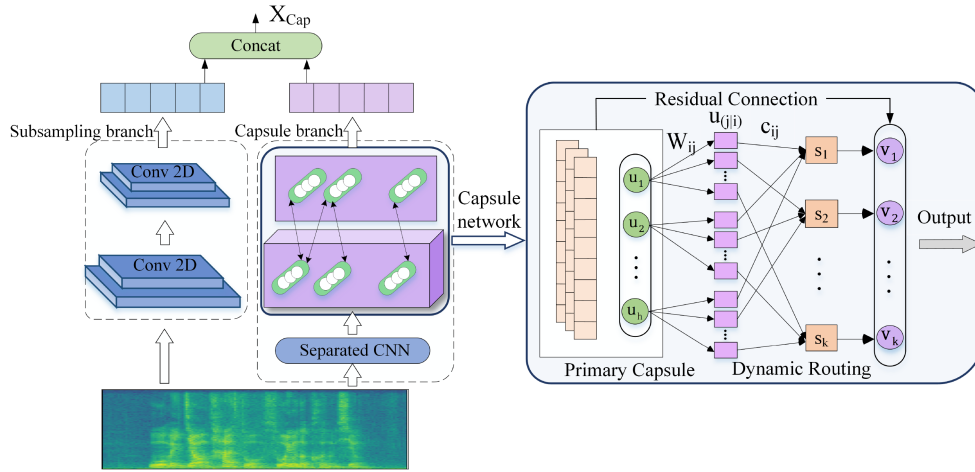 X_Cap
Concat
Subsampling branch
Capsule branch
Conv 2D
Conv 2D
Separated CNN
Capsule
network
Residual Connection
W_ij
u_(j|i)
c_ij
u_1
u_2
u_h
s_1
s_2
s_k
v_1
v_2
v_k
Primary Capsule
Dynamic Routing
Output